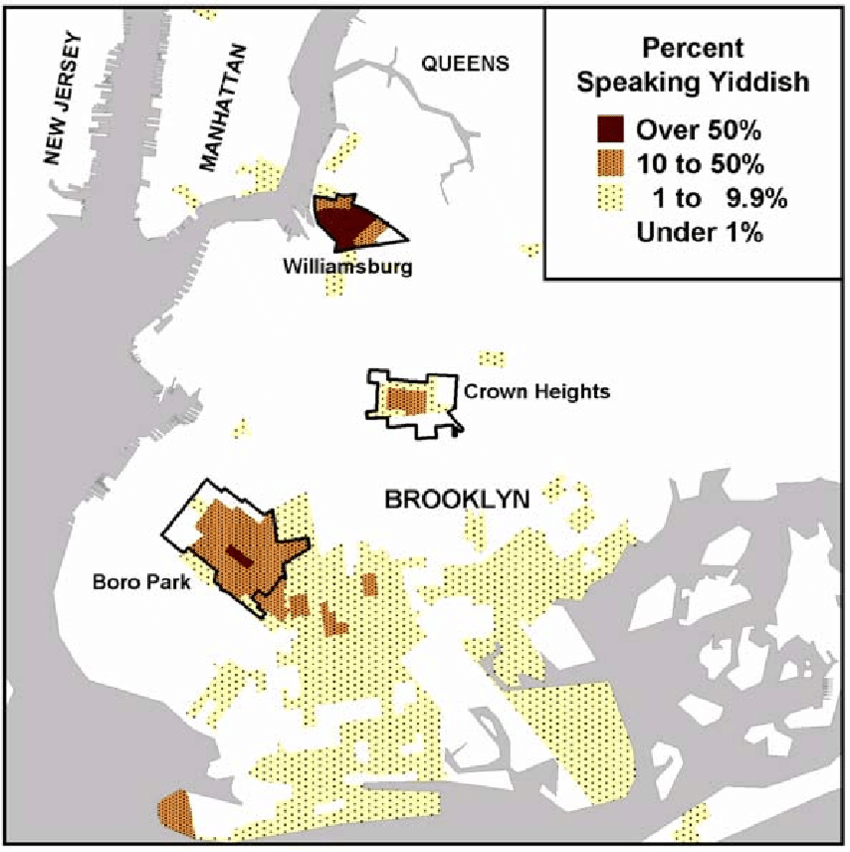 NEW JERSEY
MANHATTAN
QUEENS
Percent
Speaking Yiddish
Over 50%
10 to 50%
1 to 9.9%
Under 1%
Williamsburg
Crown Heights
BROOKLYN
Boro Park